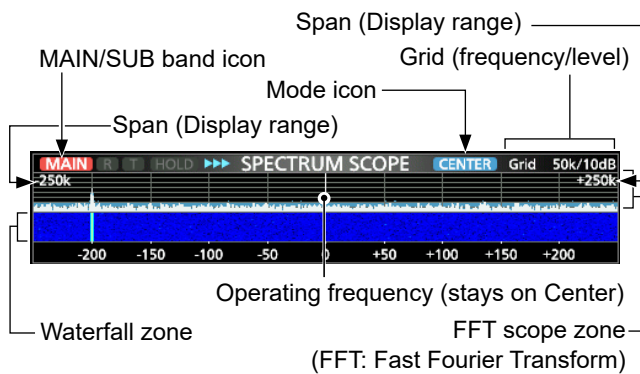 Span (Display range)
MAIN/SUB band icon
Grid (frequency/level)
Mode icon
Span (Display range)
MAIN R T HOLD SPECTRUM SCOPE CENTER Grid 50k/10dB
-250k +250k
-200 -150 -100 -50 0 +50 +100 +150 +200
Operating frequency (stays on Center)
Waterfall zone
FFT scope zone
(FFT: Fast Fourier Transform)